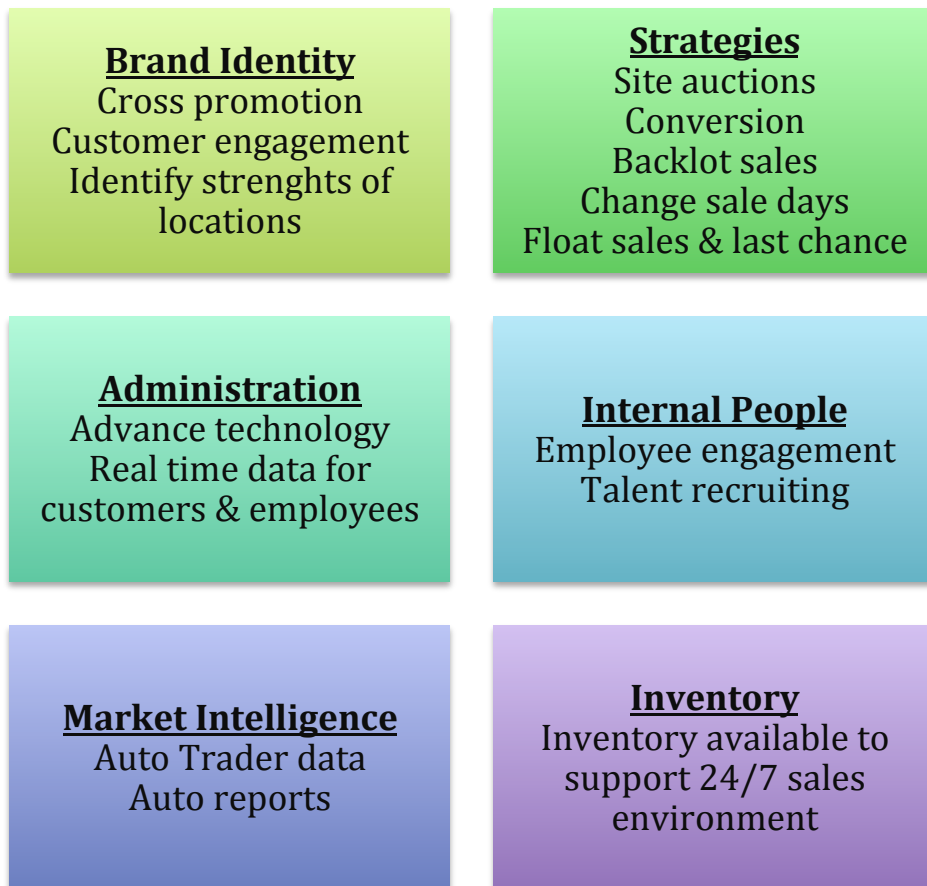 Brand Identity
Cross promotion
Customer engagement
Identify strenghts of
locations
Strategies
Site auctions
Conversion
Backlot sales
Change sale days
Float sales & last chance
Administration
Advance technology
Real time data for
customers & employees
Internal People
Employee engagement
Talent recruiting
Market Intelligence
Auto Trader data
Auto reports
Inventory
Inventory available to
support 24/7 sales
environment